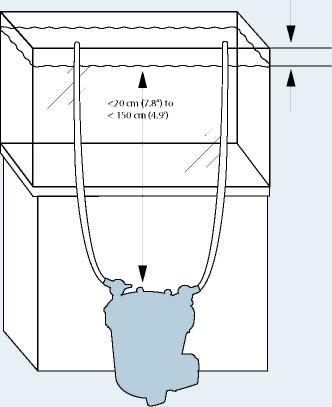 <20 cm (7.8") to
< 150 cm (4.9')